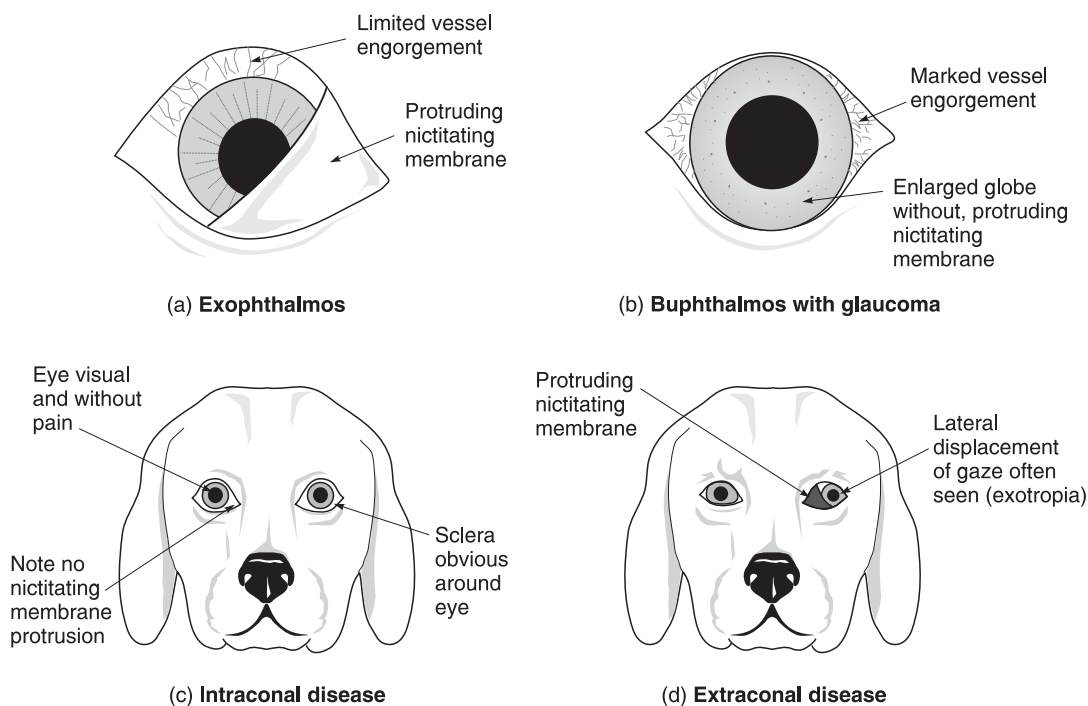 Limited vessel
engorgement
Protruding
nictitating
membrane
(a) Exophthalmos
Marked vessel
engorgement
Enlarged globe
without, protruding
nictitating
membrane
(b) Buphthalmos with glaucoma
Eye visual
and without
pain
Note no
nictitating
membrane
protrusion
Sclera
obvious
around
eye
(c) Intraconal disease
Protruding
nictitating
membrane
Lateral
displacement
of gaze often
seen (exotropia)
(d) Extraconal disease